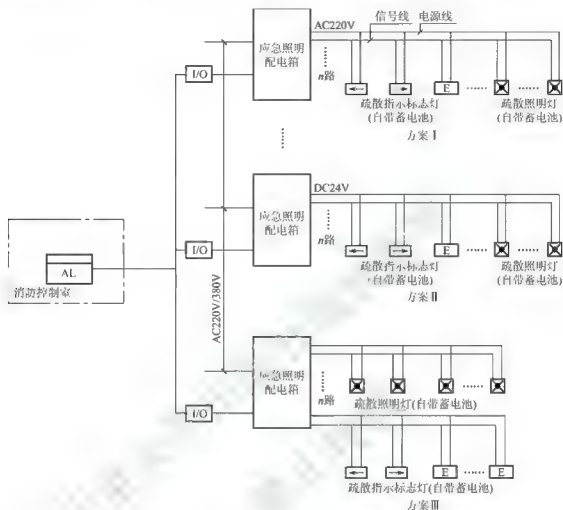 AC220V
信号线
电源线
应急照明
配电箱
I/O
n路
E
疏散指示标志灯
(自带蓄电池)
疏散照明灯
(自带蓄电池)
方案Ⅰ
DC24V
应急照明
配电箱
I/O
n路
E
疏散指示标志灯
(自带蓄电池)
疏散照明灯
(自带蓄电池)
方案Ⅱ
AL
消防控制室
AC220V/380V
应急照明
配电箱
I/O
n路
疏散照明灯(自带蓄电池)
E
E
疏散指示标志灯(自带蓄电池)
方案Ⅲ